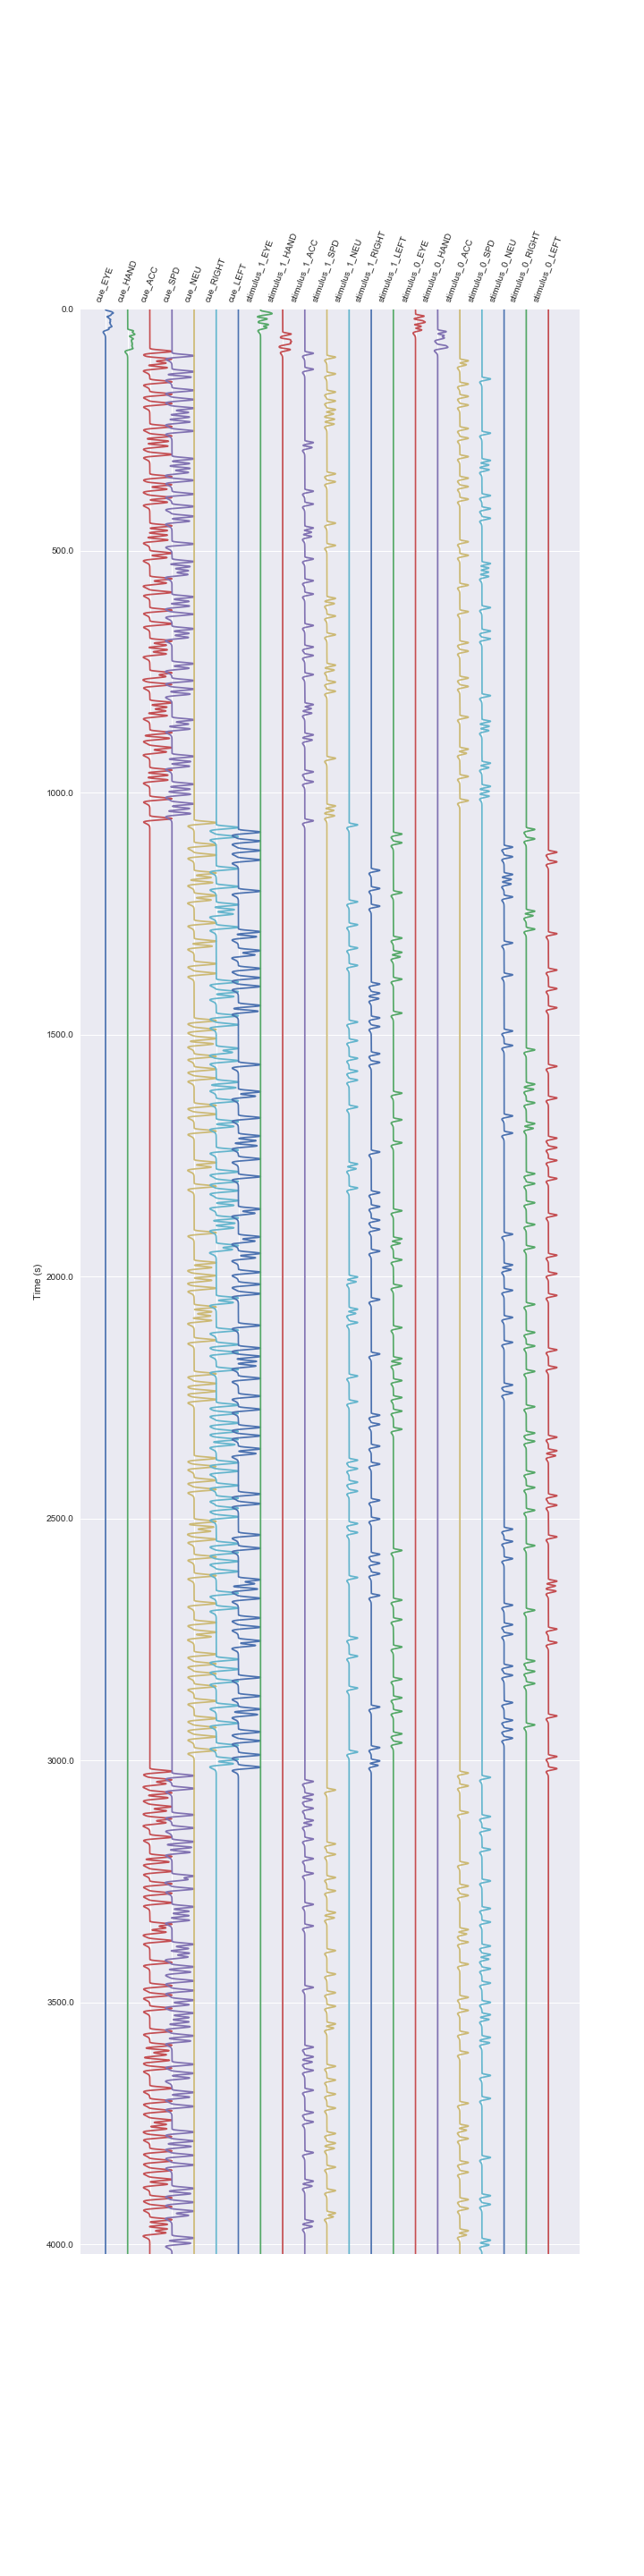 cue_EYE
cue_HAND
cue_ACC
cue_SPD
cue_NEU
cue_RIGHT
cue_LEFT
stimulus_1_EYE
stimulus_1_HAND
stimulus_1_ACC
stimulus_1_SPD
stimulus_1_NEU
stimulus_1_RIGHT
stimulus_1_LEFT
stimulus_0_EYE
stimulus_0_HAND
stimulus_0_ACC
stimulus_0_SPD
stimulus_0_NEU
stimulus_0_RIGHT
stimulus_0_LEFT
0.0
500.0
1000.0
1500.0
2000.0
Time (s)
2500.0
3000.0
3500.0
4000.0